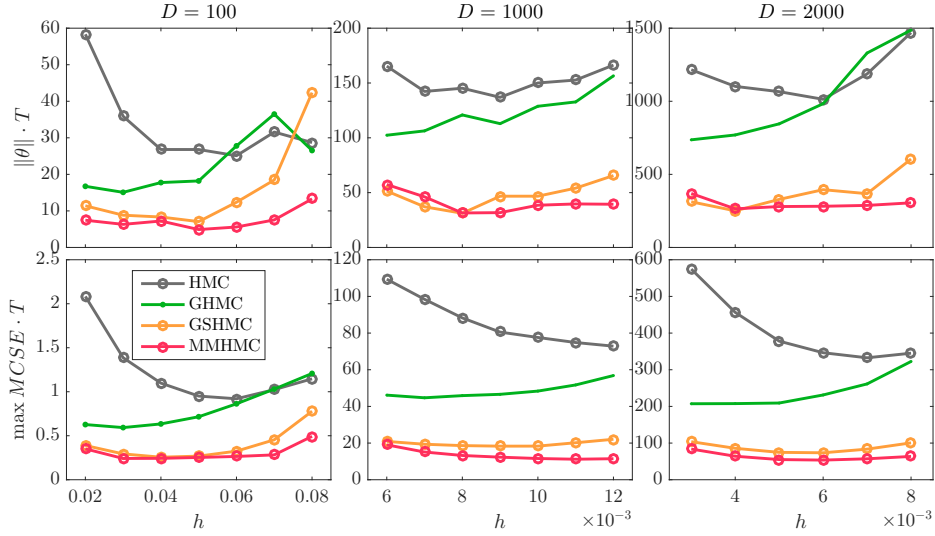 D = 100
D = 1000
D = 2000
‖θ‖ · T
60
50
40
30
20
10
0
200
150
100
50
0
1500
1000
500
0
max MCSE · T
2.5
2
1.5
1
0.5
0
HMC
GHMC
GSHMC
MMHMC
120
100
80
60
40
20
0
600
500
400
300
200
100
0
0.02 0.04 0.06 0.08
6 8 10 12
4 6 8
h
h ×10⁻³
h ×10⁻³